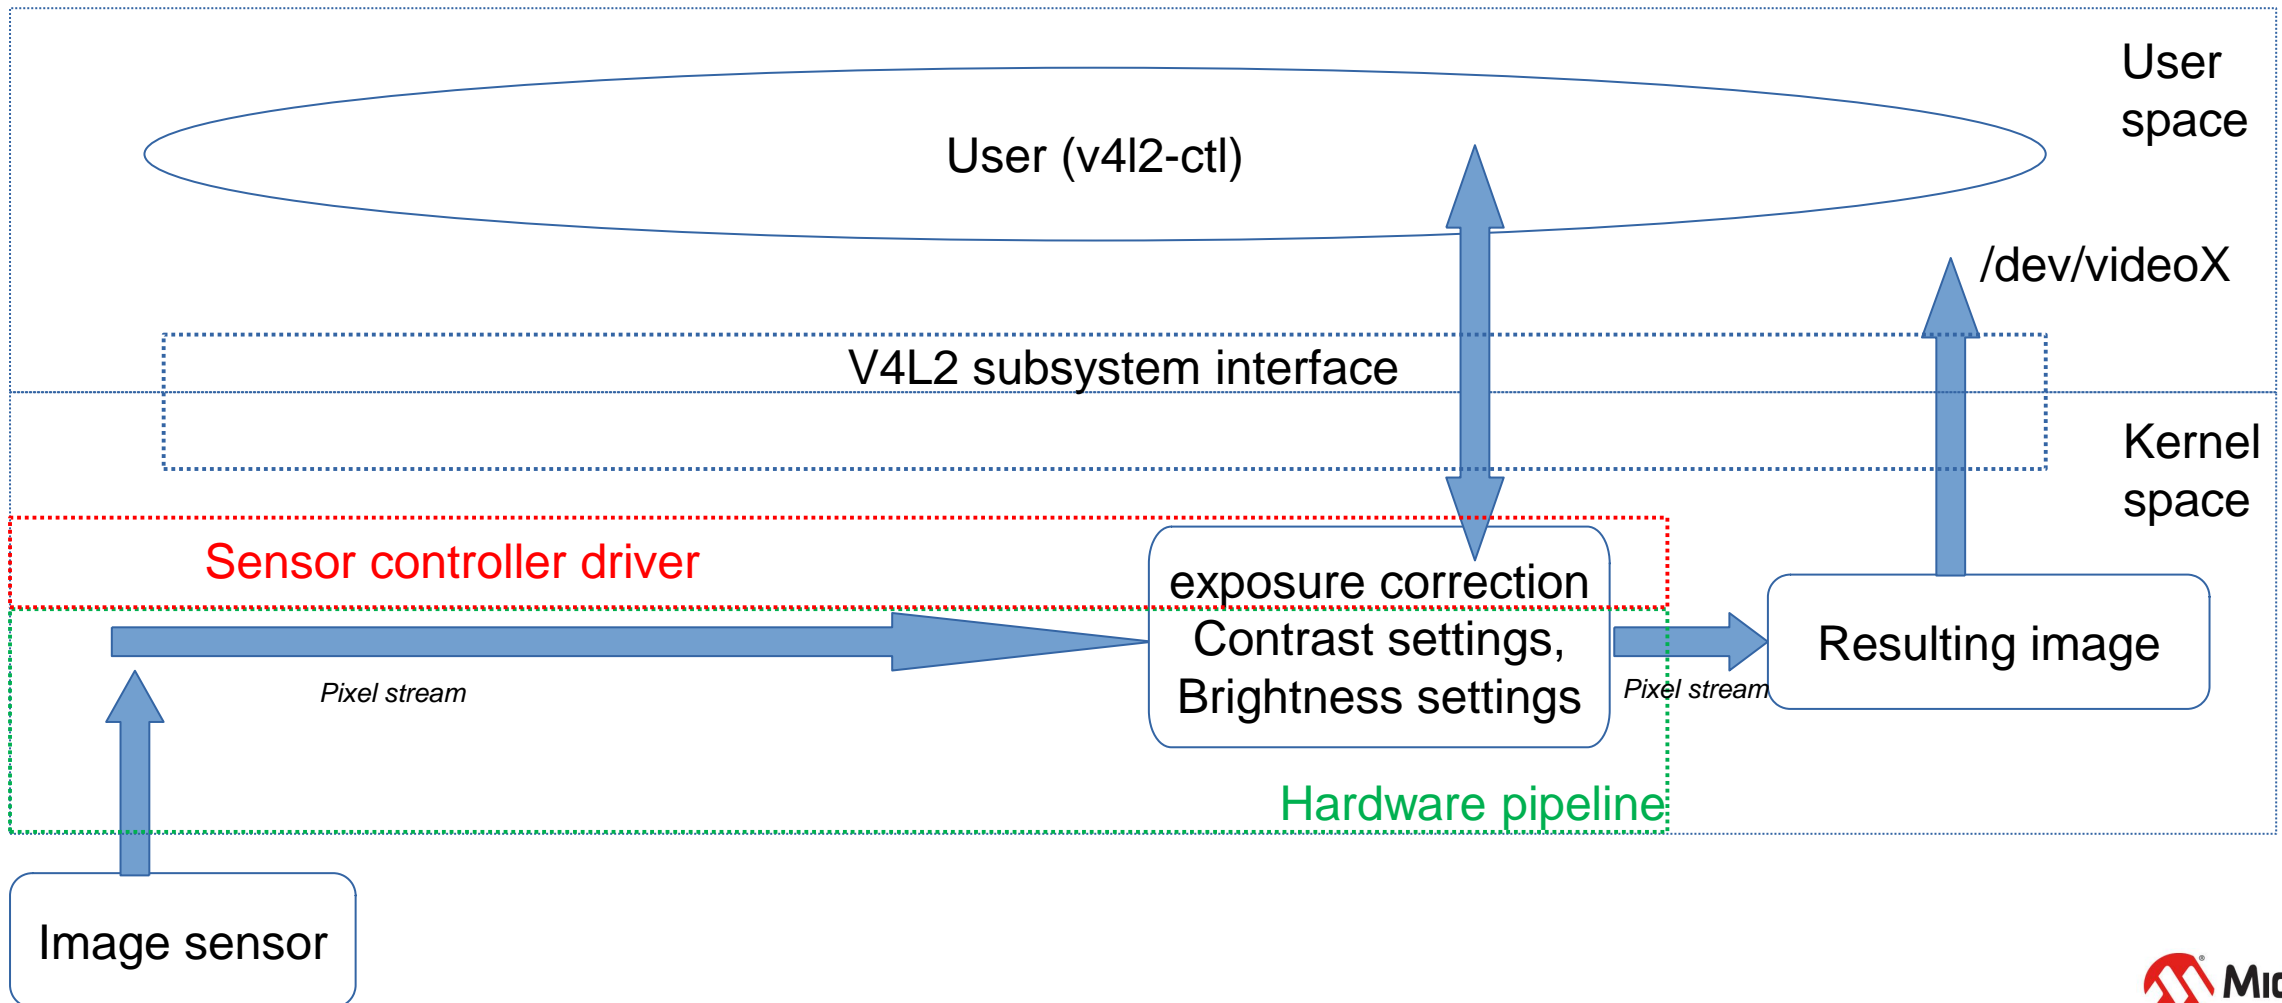 User
space
User (v4l2-ctl)
/dev/videoX
V4L2 subsystem interface
Kernel
space
Sensor controller driver
exposure correction
Contrast settings,
Brightness settings
Resulting image
Pixel stream
Pixel stream
Hardware pipeline
Image sensor